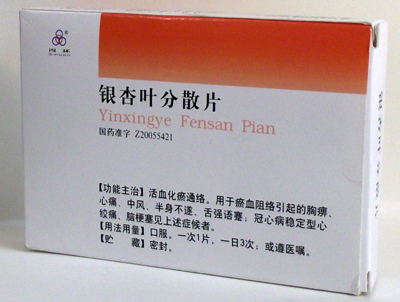 四环
银杏叶分散片
Yinxingye Fensan Pian
国药准字 Z20055421
【功能主治】活血化瘀通络。用于瘀血阻络引起的胸痹、
心痛、中风、半身不遂、舌强语塞；冠心病稳定型心
绞痛、脑梗塞见上述症候者。
【用法用量】口服，一次1片，一日3次；或遵医嘱。
【贮　　藏】密封。